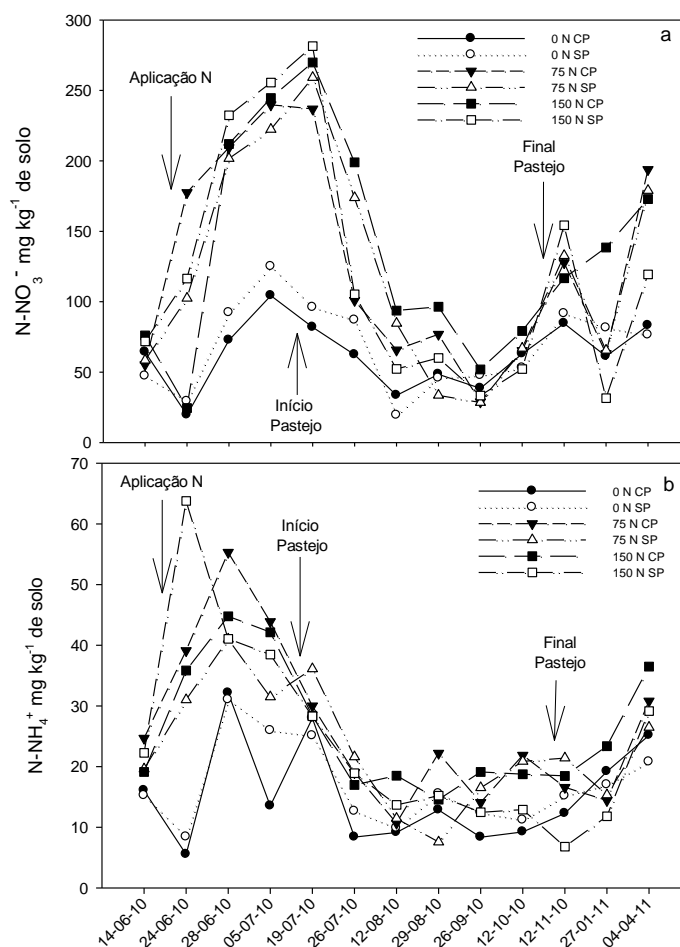 a
300
250
200
150
100
50
0
N-NO₃⁻ mg kg⁻¹ de solo
Aplicação N
Início
Pastejo
Final
Pastejo
0 N CP
0 N SP
75 N CP
75 N SP
150 N CP
150 N SP
b
70
60
50
40
30
20
10
0
N-NH₄⁺ mg kg⁻¹ de solo
Aplicação N
Início
Pastejo
Final
Pastejo
0 N CP
0 N SP
75 N CP
75 N SP
150 N CP
150 N SP
14-06-10
24-06-10
28-06-10
05-07-10
19-07-10
26-07-10
12-08-10
29-08-10
26-09-10
12-10-10
12-11-10
27-01-11
04-04-11